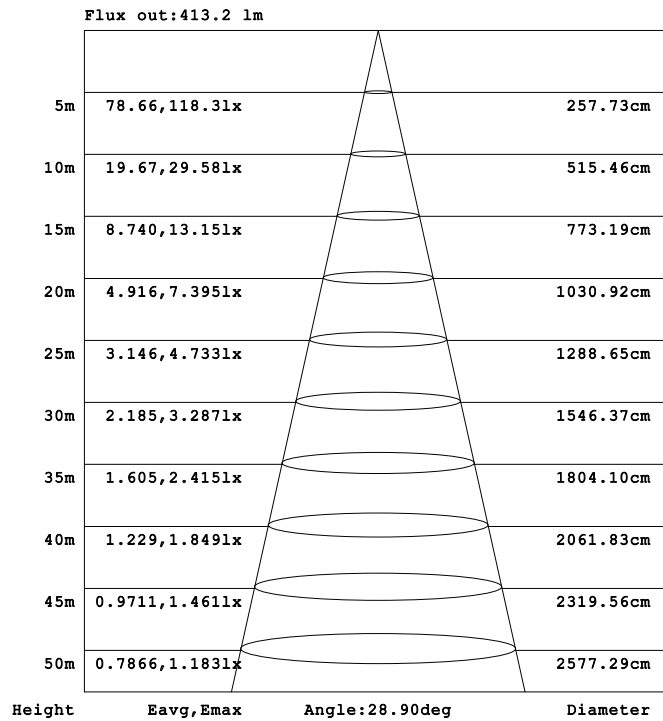 Flux out:413.2 lm
5m 78.66,118.3lx 257.73cm
10m 19.67,29.58lx 515.46cm
15m 8.740,13.15lx 773.19cm
20m 4.916,7.395lx 1030.92cm
25m 3.146,4.733lx 1288.65cm
30m 2.185,3.287lx 1546.37cm
35m 1.605,2.415lx 1804.10cm
40m 1.229,1.849lx 2061.83cm
45m 0.9711,1.461lx 2319.56cm
50m 0.7866,1.183lx 2577.29cm
Height Eavg,Emax Angle:28.90deg Diameter